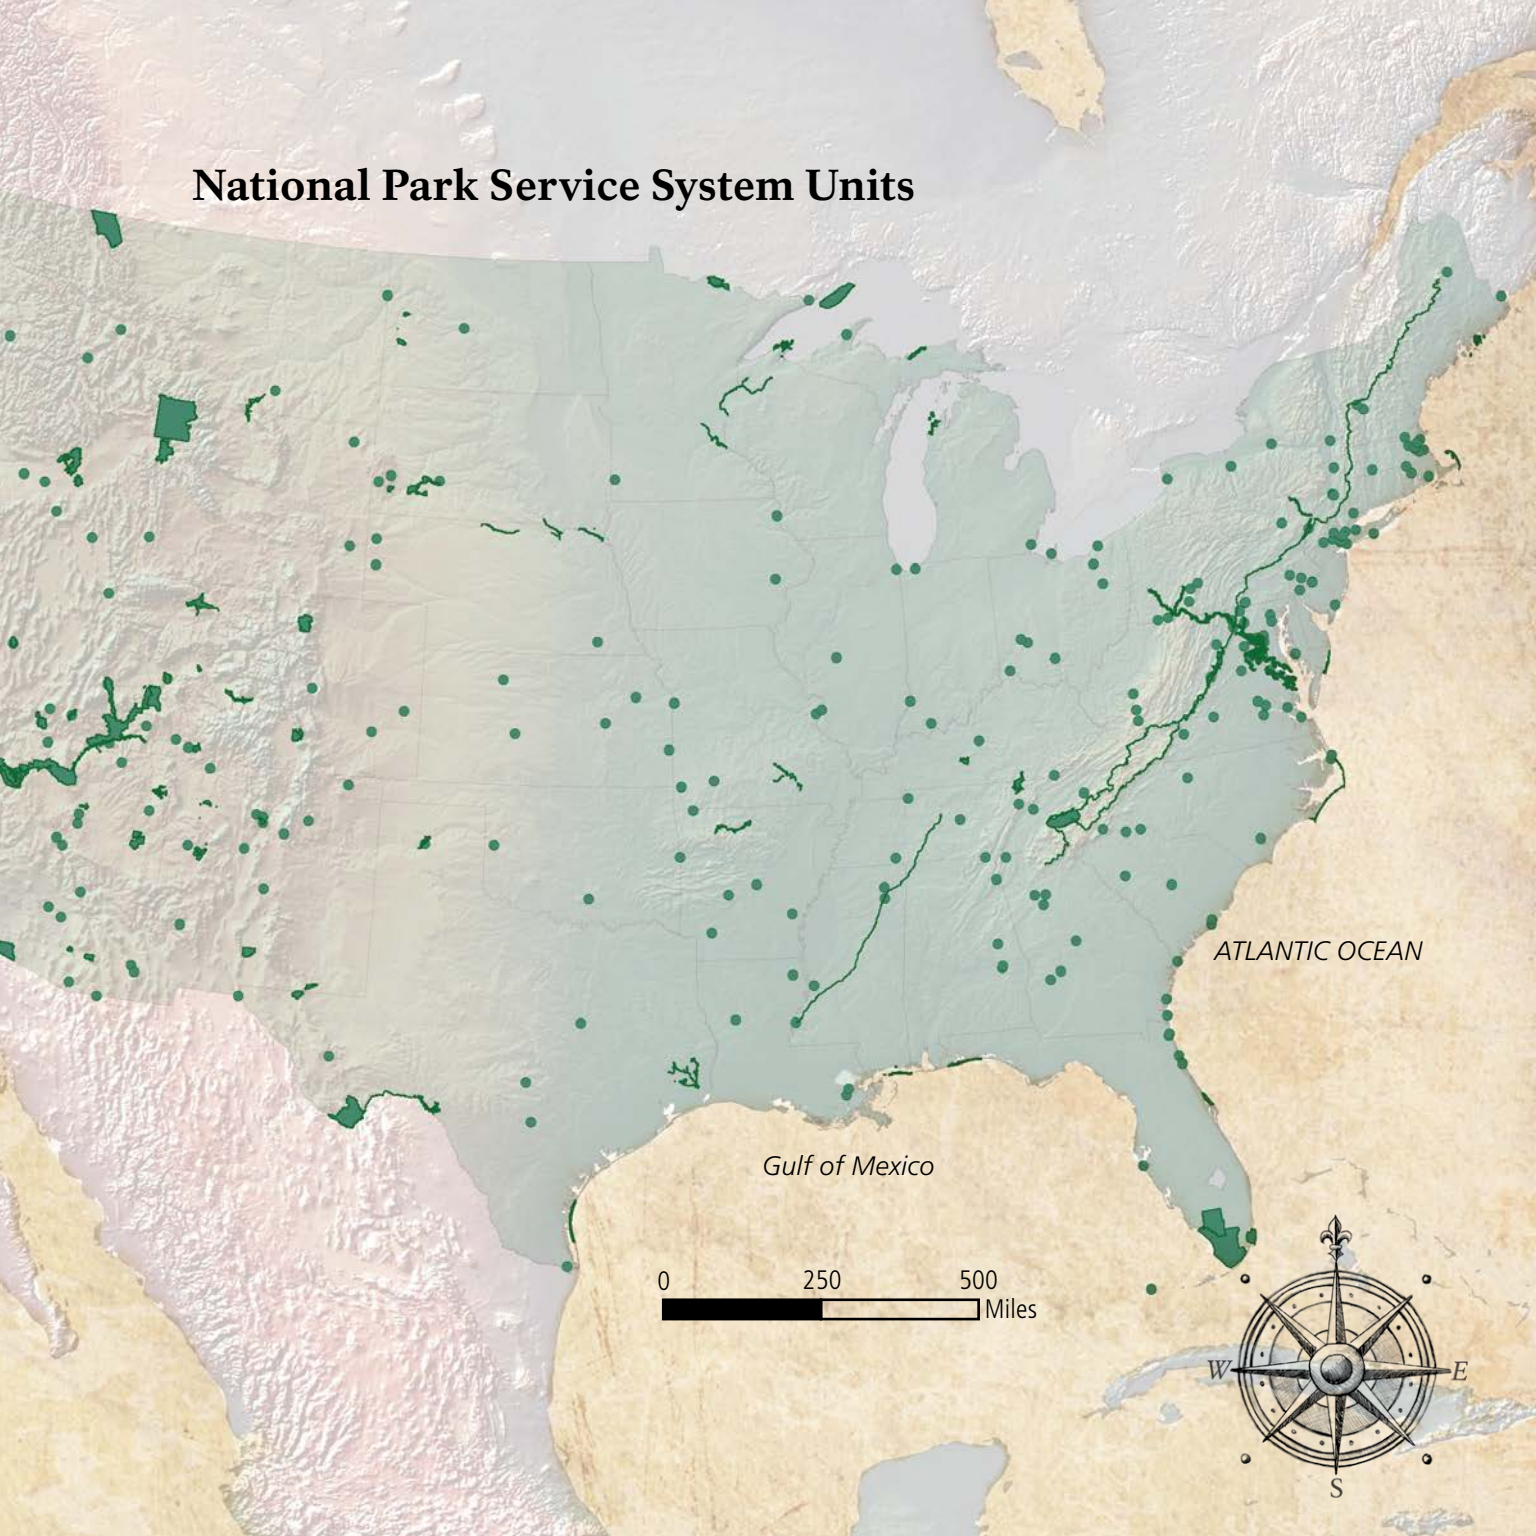 National Park Service System Units
ATLANTIC OCEAN
Gulf of Mexico
0 250 500
Miles
W E
S